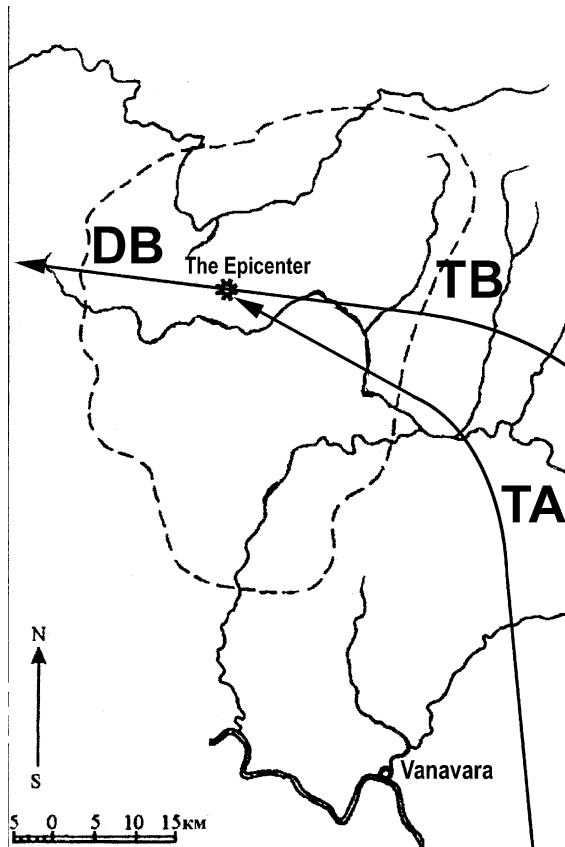 DB
The Epicenter
TB
TA
N
S
Vanavara
5 0 5 10 15км